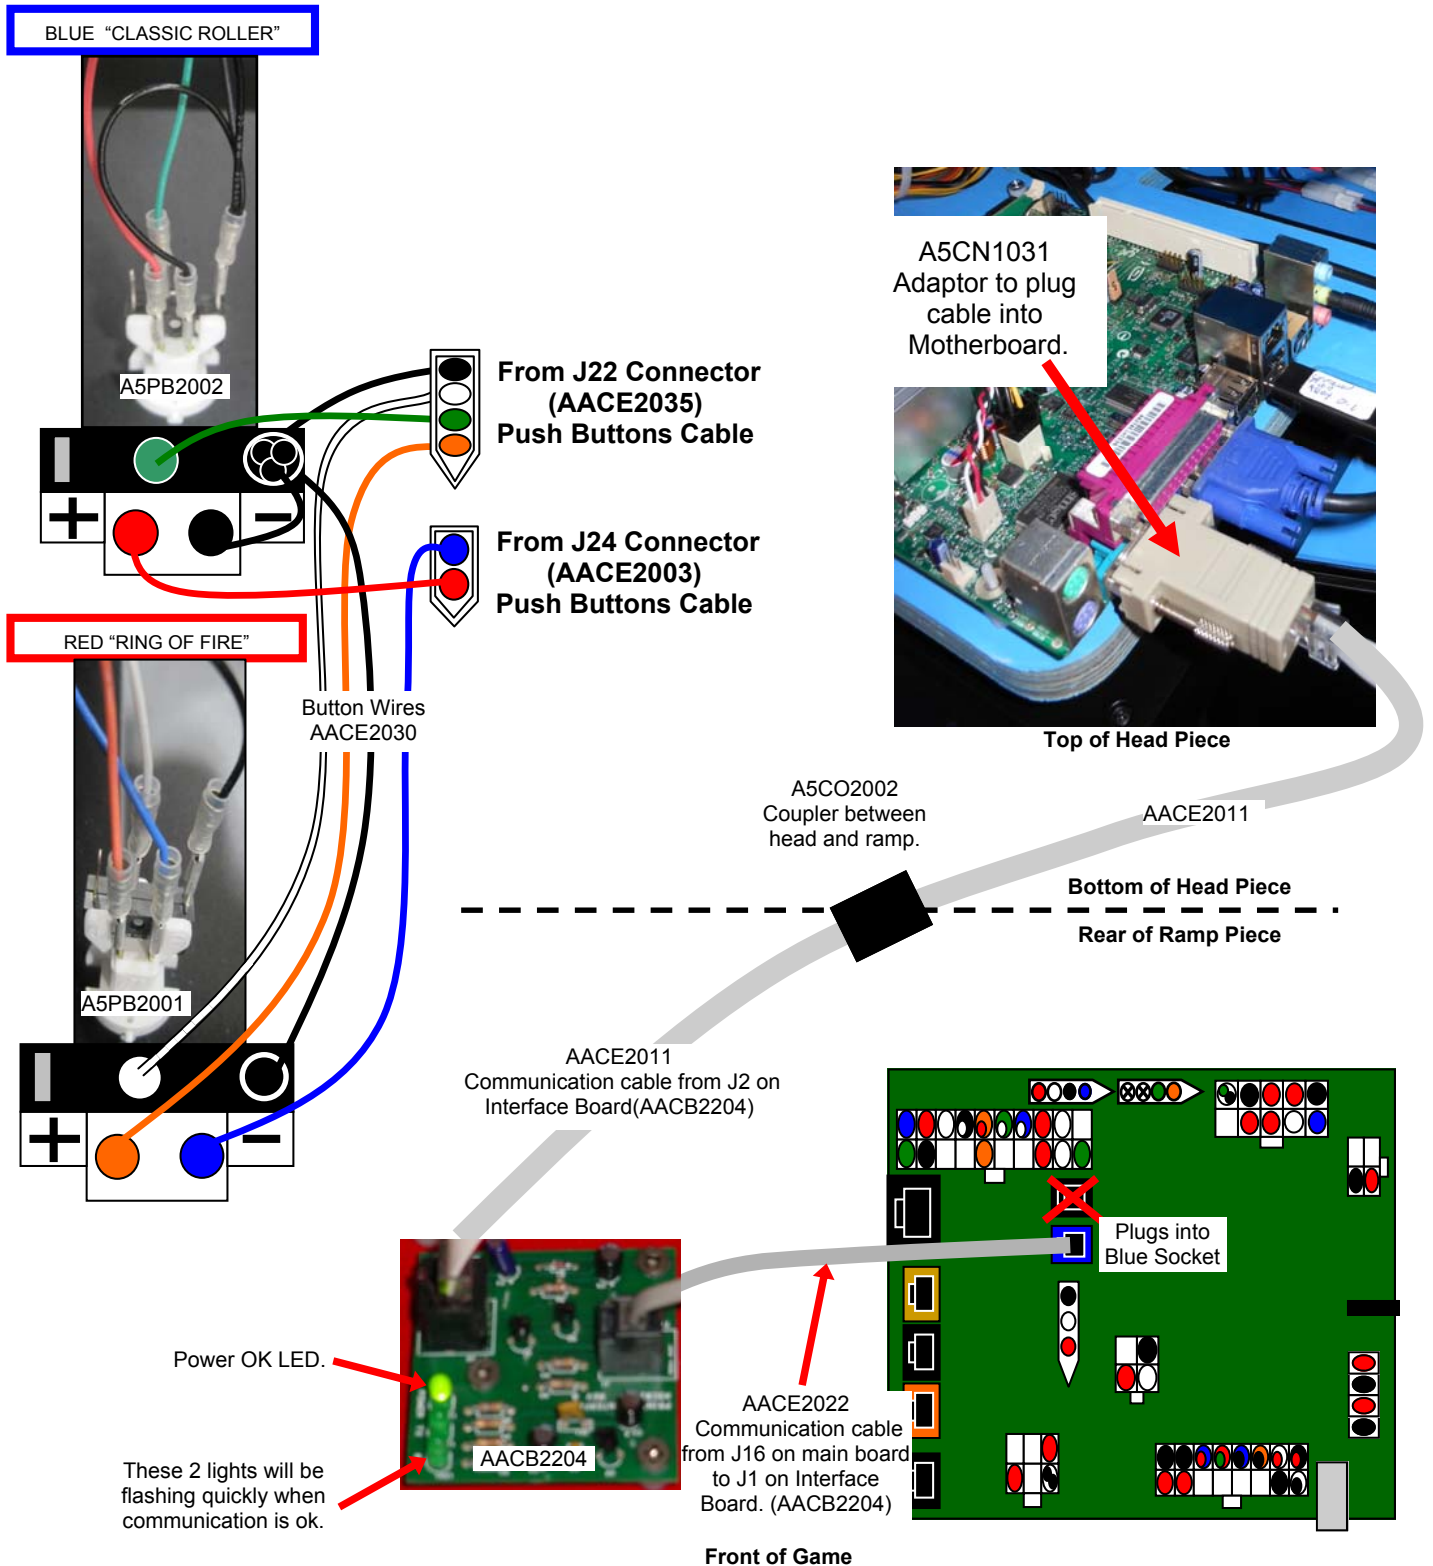 BLUE “CLASSIC ROLLER”
A5PB2002
From J22 Connector
(AACE2035)
Push Buttons Cable
From J24 Connector
(AACE2003)
Push Buttons Cable
RED “RING OF FIRE”
Button Wires
AACE2030
A5PB2001
A5CN1031
Adaptor to plug
cable into
Motherboard.
Top of Head Piece
A5CO2002
Coupler between
head and ramp.
AACE2011
Bottom of Head Piece
Rear of Ramp Piece
AACE2011
Communication cable from J2 on
Interface Board(AACB2204)
Plugs into
Blue Socket
Power OK LED.
AACB2204
These 2 lights will be
flashing quickly when
communication is ok.
AACE2022
Communication cable
from J16 on main board
to J1 on Interface
Board. (AACB2204)
Front of Game